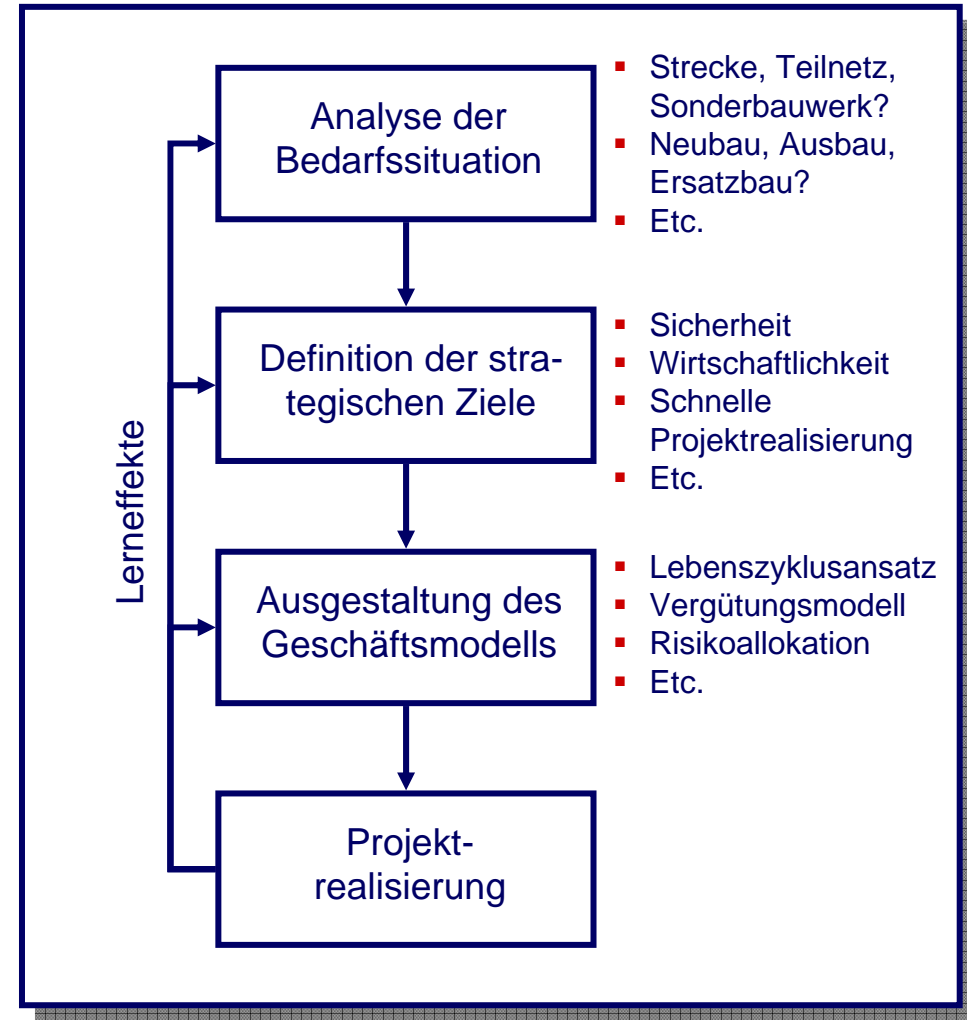 Analyse der
Bedarfssituation
▪ Strecke, Teilnetz,
Sonderbauwerk?
▪ Neubau, Ausbau,
Ersatzbau?
▪ Etc.
Definition der stra-
tegischen Ziele
▪ Sicherheit
▪ Wirtschaftlichkeit
▪ Schnelle
Projektrealisierung
▪ Etc.
Lerneffekte
Ausgestaltung des
Geschäftsmodells
▪ Lebenszyklusansatz
▪ Vergütungsmodell
▪ Risikoallokation
▪ Etc.
Projekt-
realisierung